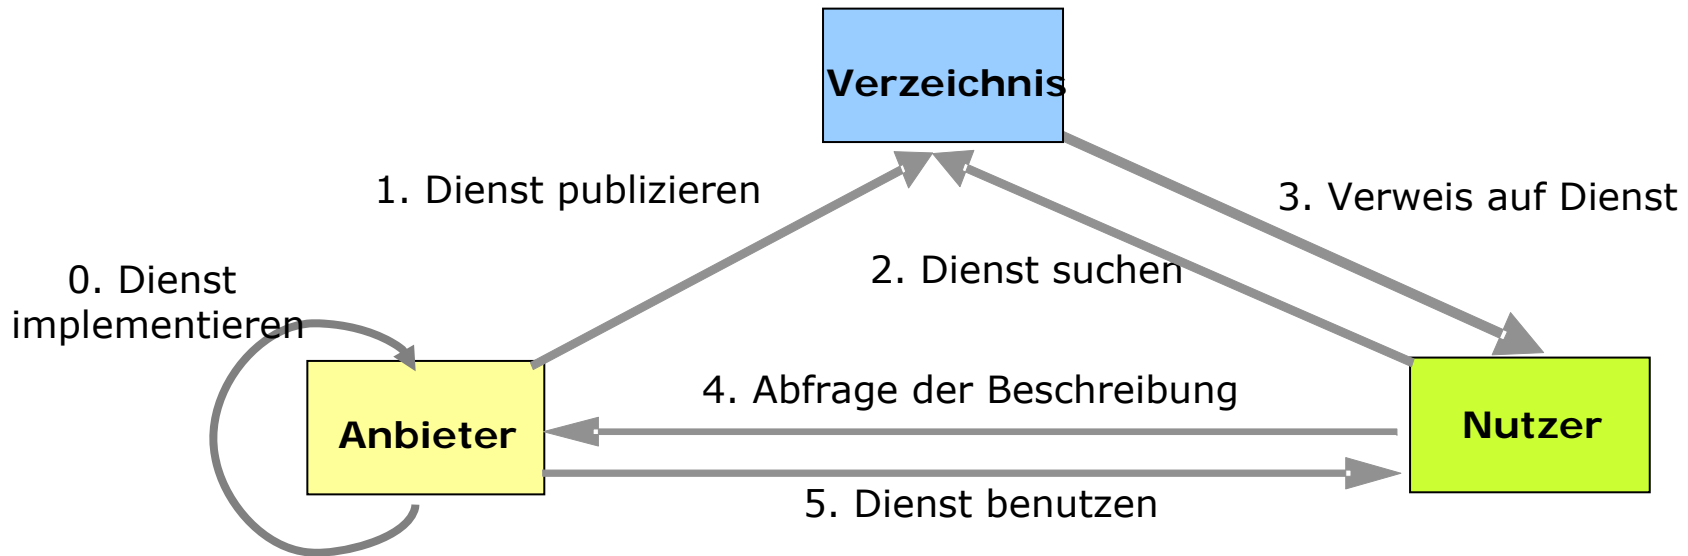 Verzeichnis
1. Dienst publizieren
3. Verweis auf Dienst
2. Dienst suchen
0. Dienst
implementieren
4. Abfrage der Beschreibung
Anbieter
Nutzer
5. Dienst benutzen